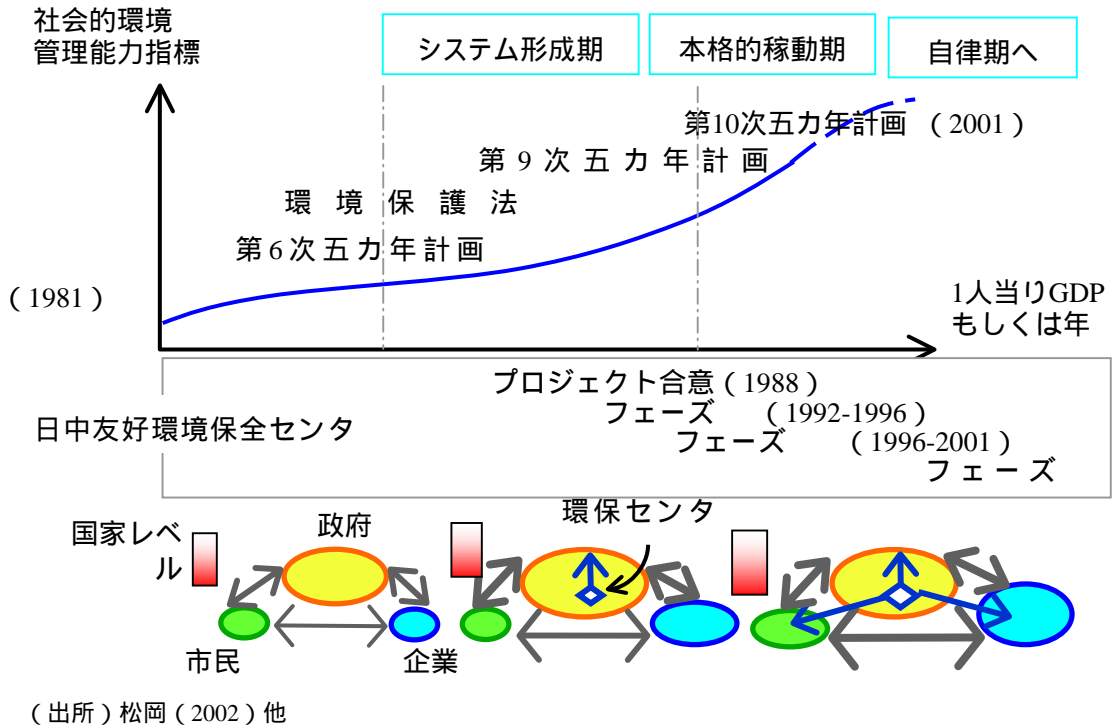 社会的環境
管理能力指標
システム形成期
本格的稼動期
自律期へ
第10次五カ年計画 (2001)
第9次五カ年計画
環境保護法
第6次五カ年計画
(1981)
1人当りGDP
もしくは年
プロジェクト合意(1988)
フェーズ (1992-1996)
日中友好環境保全センタ
フェーズ (1996-2001)
フェーズ
国家レベ
ル
政府
環保センタ
市民
企業
(出所)松岡(2002)他